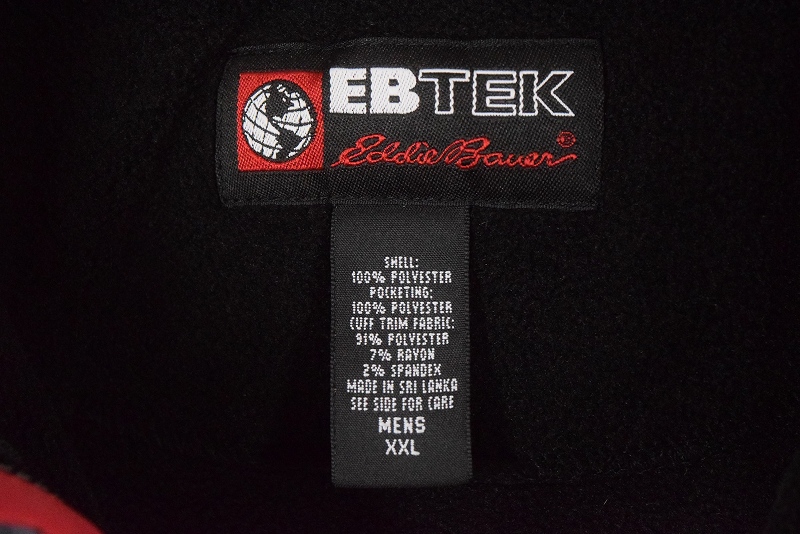 EBTEK
Eddie Bauer®
SHELL:
100% POLYESTER
POCKETING:
100% POLYESTER
CUFF TRIM FABRIC:
91% POLYESTER
7% RAYON
2% SPANDEX
MADE IN SRI LANKA
SEE SIDE FOR CARE
MENS
XXL